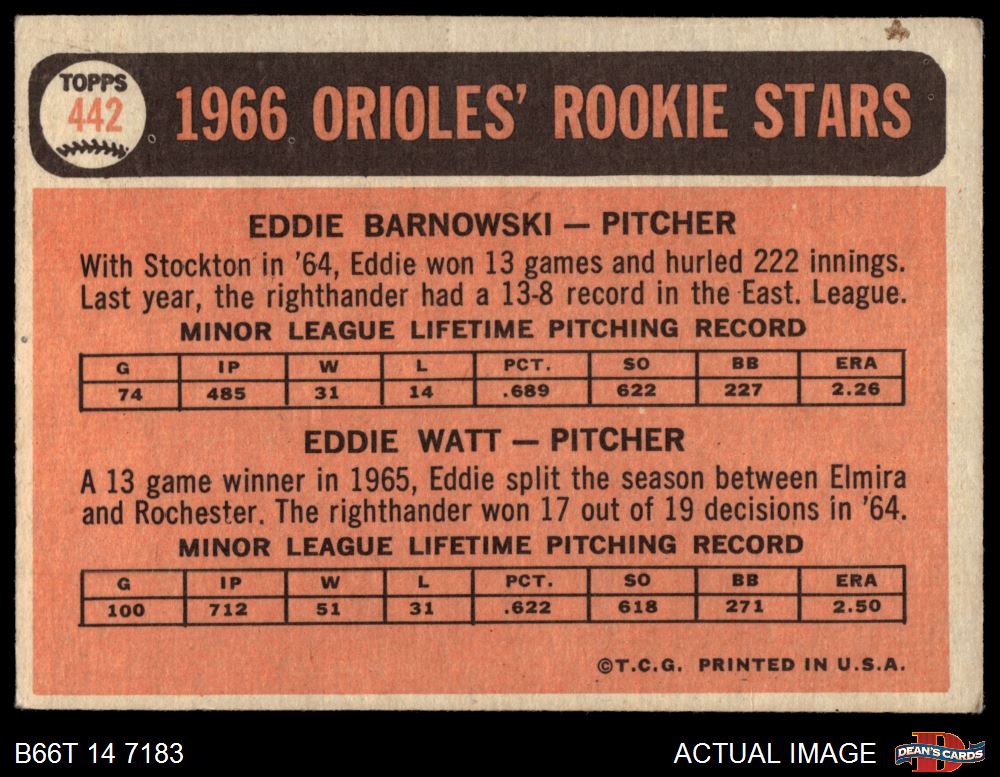 TOPPS
442
1966 ORIOLES' ROOKIE STARS
EDDIE BARNOWSKI — PITCHER
With Stockton in '64, Eddie won 13 games and hurled 222 innings.
Last year, the righthander had a 13-8 record in the East. League.
MINOR LEAGUE LIFETIME PITCHING RECORD
G IP W L PCT. SO BB ERA
74 485 31 14 .689 622 227 2.26
EDDIE WATT — PITCHER
A 13 game winner in 1965, Eddie split the season between Elmira
and Rochester. The righthander won 17 out of 19 decisions in '64.
MINOR LEAGUE LIFETIME PITCHING RECORD
G IP W L PCT. SO BB ERA
100 712 51 31 .622 618 271 2.50
©T.C.G. PRINTED IN U.S.A.
B66T 14 7183
ACTUAL IMAGE
DEAN'S CARDS